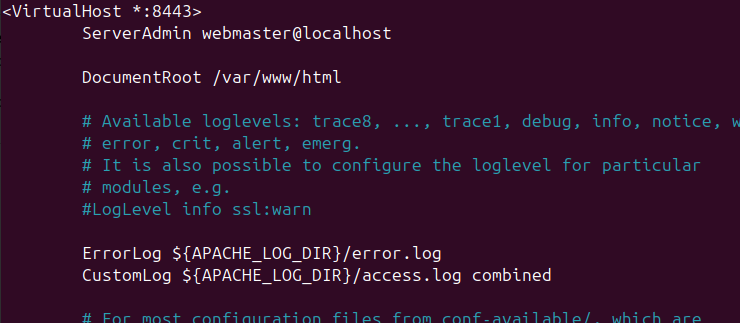 <VirtualHost *:8443>
ServerAdmin webmaster@localhost
DocumentRoot /var/www/html
# Available loglevels: trace8, ..., trace1, debug, info, notice,
# error, crit, alert, emerg.
# It is also possible to configure the loglevel for particular
# modules, e.g.
#LogLevel info ssl:warn
ErrorLog ${APACHE_LOG_DIR}/error.log
CustomLog ${APACHE_LOG_DIR}/access.log combined
# For most configuration files from conf-available/, which are